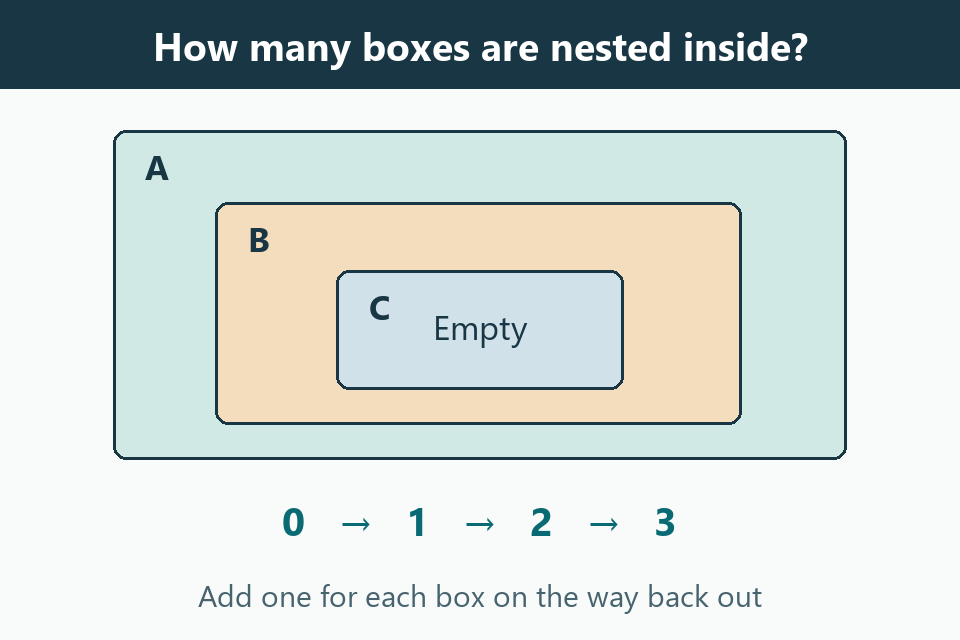 How many boxes are nested inside?
A
B
C
Empty
0 → 1 → 2 → 3
Add one for each box on the way back out